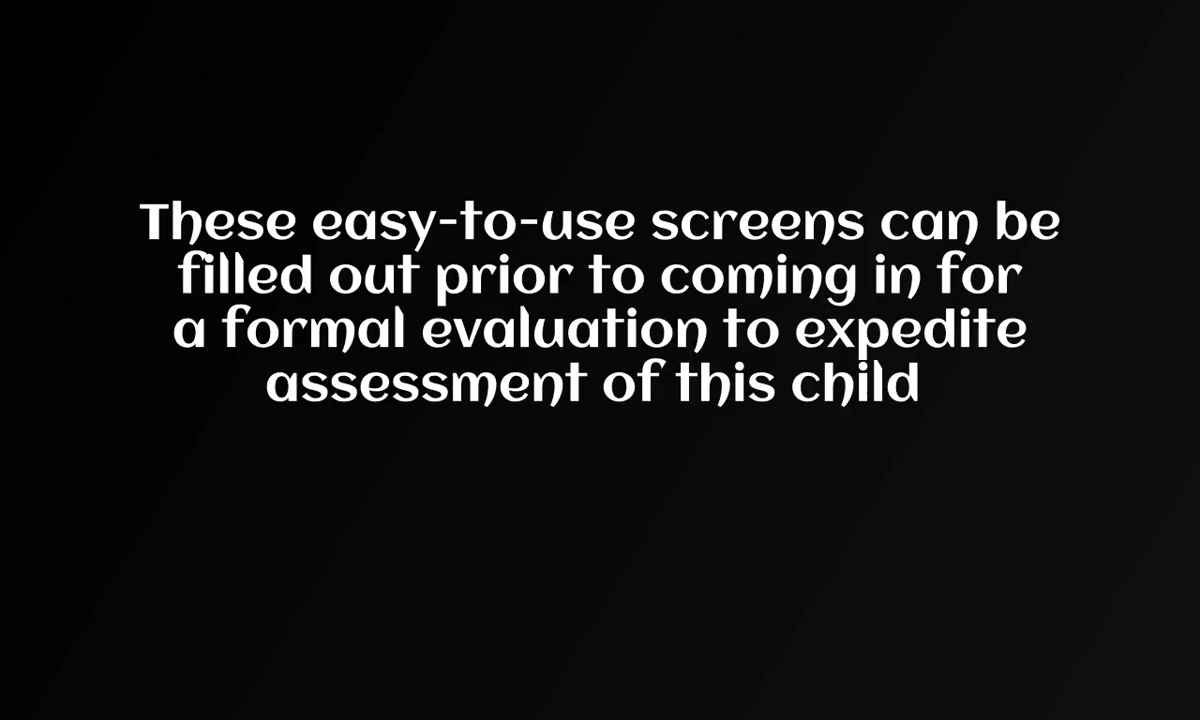 These easy-to-use screens can be
filled out prior to coming in for
a formal evaluation to expedite
assessment of this child